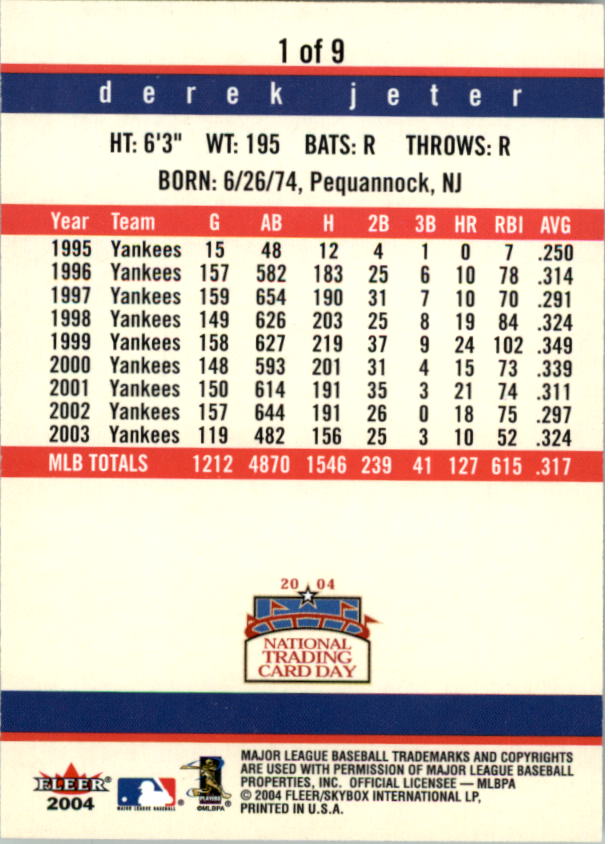 1 of 9
derek jeter
HT: 6'3" WT: 195 BATS: R THROWS: R
BORN: 6/26/74, Pequannock, NJ
Year Team G AB H 2B 3B HR RBI AVG
1995 Yankees 15 48 12 4 1 0 7 .250
1996 Yankees 157 582 183 25 6 10 78 .314
1997 Yankees 159 654 190 31 7 10 70 .291
1998 Yankees 149 626 203 25 8 19 84 .324
1999 Yankees 158 627 219 37 9 24 102 .349
2000 Yankees 148 593 201 31 4 15 73 .339
2001 Yankees 150 614 191 35 3 21 74 .311
2002 Yankees 157 644 191 26 0 18 75 .297
2003 Yankees 119 482 156 25 3 10 52 .324
MLB TOTALS 1212 4870 1546 239 41 127 615 .317
20 04
NATIONAL
TRADING
CARD DAY
FLEER®
2004
MAJOR LEAGUE BASEBALL ®
PLAYERS
©MLBPA
MAJOR LEAGUE BASEBALL TRADEMARKS AND COPYRIGHTS
ARE USED WITH PERMISSION OF MAJOR LEAGUE BASEBALL
PROPERTIES, INC. OFFICIAL LICENSEE — MLBPA
© 2004 FLEER/SKYBOX INTERNATIONAL LP,
PRINTED IN U.S.A.